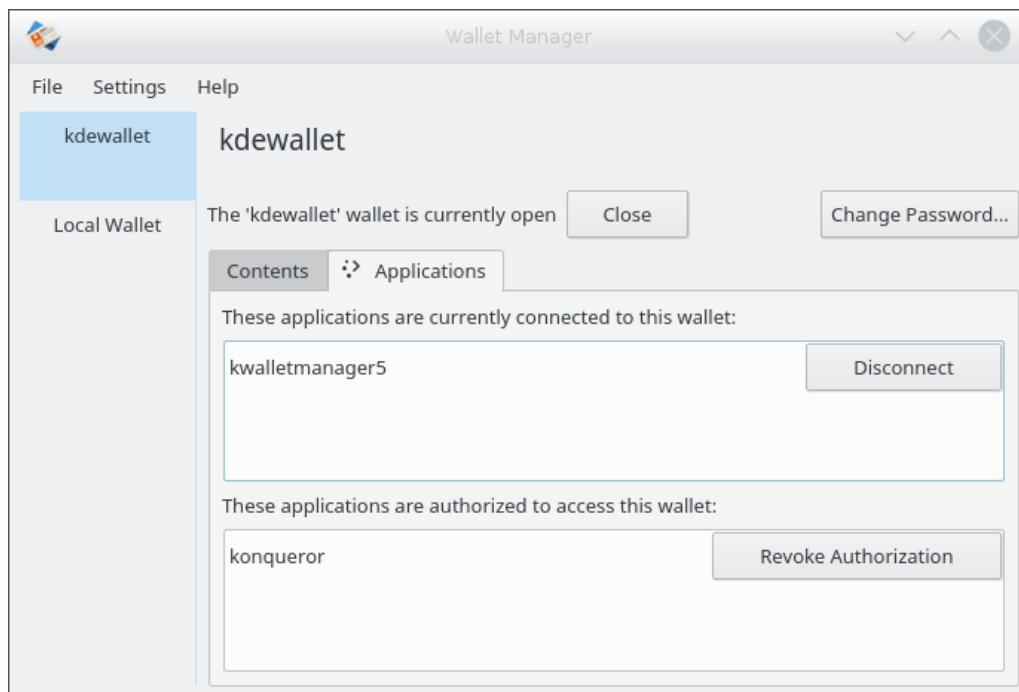 Wallet Manager
File Settings Help
kdewallet
Local Wallet
kdewallet
The 'kdewallet' wallet is currently open Close Change Password...
Contents Applications
These applications are currently connected to this wallet:
kwalletmanager5 Disconnect
These applications are authorized to access this wallet:
konqueror Revoke Authorization